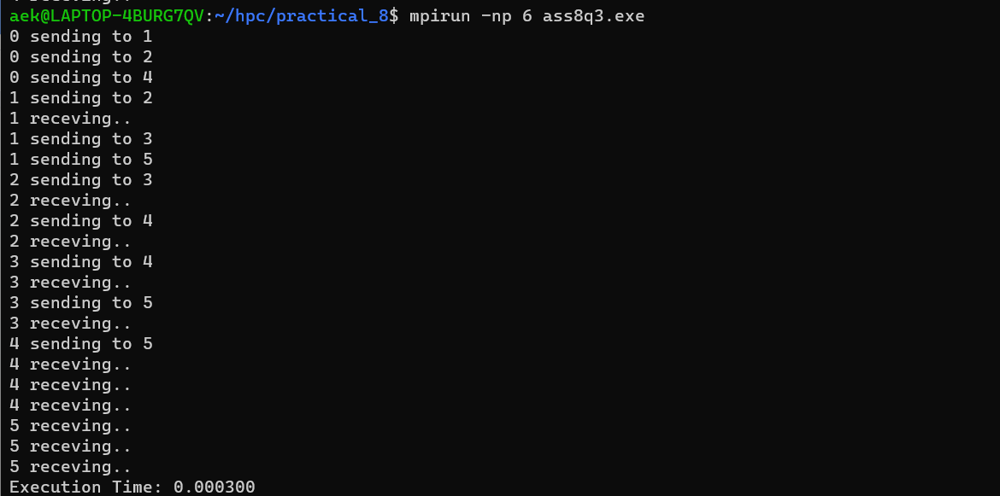 aek@LAPTOP-4BURG7QV:~/hpc/practical_8$ mpirun -np 6 ass8q3.exe
0 sending to 1
0 sending to 2
0 sending to 4
1 sending to 2
1 receving..
1 sending to 3
1 sending to 5
2 sending to 3
2 receving..
2 sending to 4
2 receving..
3 sending to 4
3 receving..
3 sending to 5
3 receving..
4 sending to 5
4 receving..
4 receving..
4 receving..
5 receving..
5 receving..
5 receving..
Execution Time: 0.000300